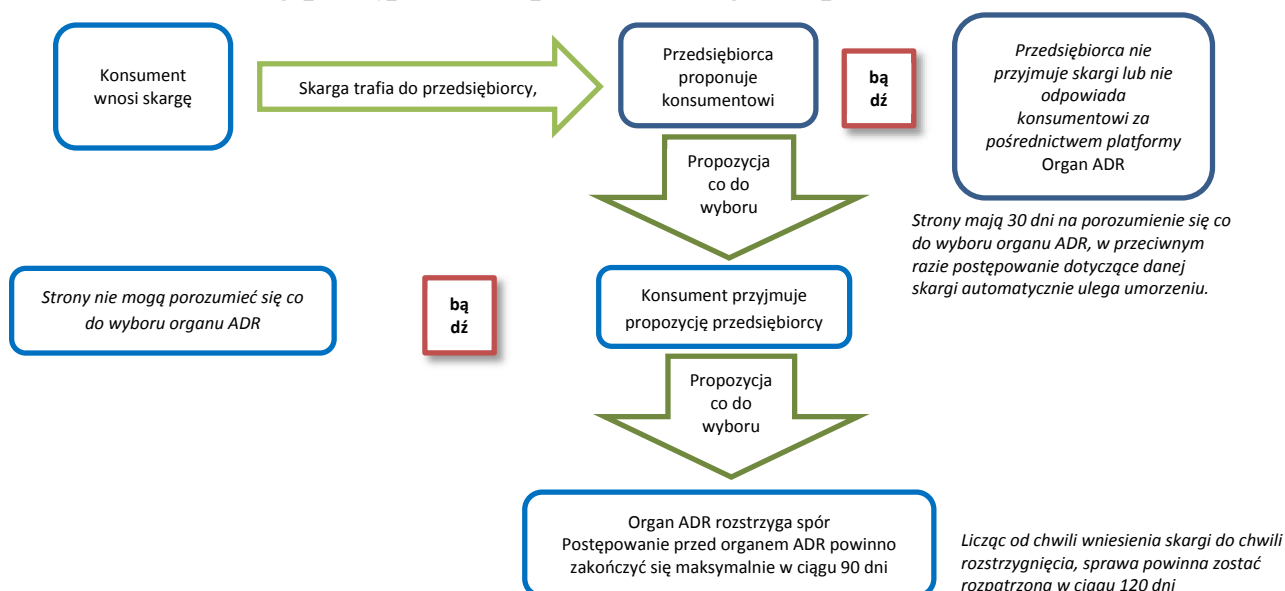 Konsument
wnosi skargę
Skarga trafia do przedsiębiorcy,
Przedsiębiorca
proponuje
konsumentowi
bą
dź
Przedsiębiorca nie
przyjmuje skargi lub nie
odpowiada
konsumentowi za
pośrednictwem platformy
Organ ADR
Propozycja
co do
wyboru
Strony mają 30 dni na porozumienie się co
do wyboru organu ADR, w przeciwnym
razie postępowanie dotyczące danej
skargi automatycznie ulega umorzeniu.
Strony nie mogą porozumieć się co
do wyboru organu ADR
bą
dź
Konsument przyjmuje
propozycję przedsiębiorcy
Propozycja
co do
wyboru
Organ ADR rozstrzyga spór
Postępowanie przed organem ADR powinno
zakończyć się maksymalnie w ciągu 90 dni
Licząc od chwili wniesienia skargi do chwili
rozstrzygnięcia, sprawa powinna zostać
rozpatrzona w ciągu 120 dni